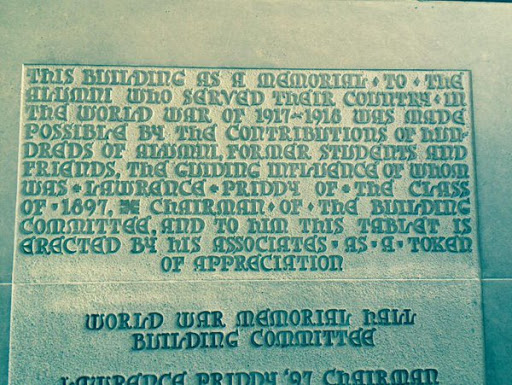 THIS BUILDING AS A MEMORIAL • TO • THE
ALUMNI WHO SERVED THEIR COUNTRY • IN
THE WORLD WAR OF 1917~1918 WAS MADE
POSSIBLE BY THE CONTRIBUTIONS OF HUN-
DREDS OF ALUMNI, FORMER STUDENTS AND
FRIENDS, THE GUIDING INFLUENCE OF WHOM
WAS • LAWRENCE • PRIDDY OF • THE CLASS
OF • 1897, CHAIRMAN • OF • THE BUILDING
COMMITTEE, AND TO HIM THIS TABLET IS
ERECTED BY HIS ASSOCIATES • AS • A • TOKEN
OF APPRECIATION
WORLD WAR MEMORIAL HALL
BUILDING COMMITTEE
LAWRENCE PRIDDY '97 CHAIRMAN